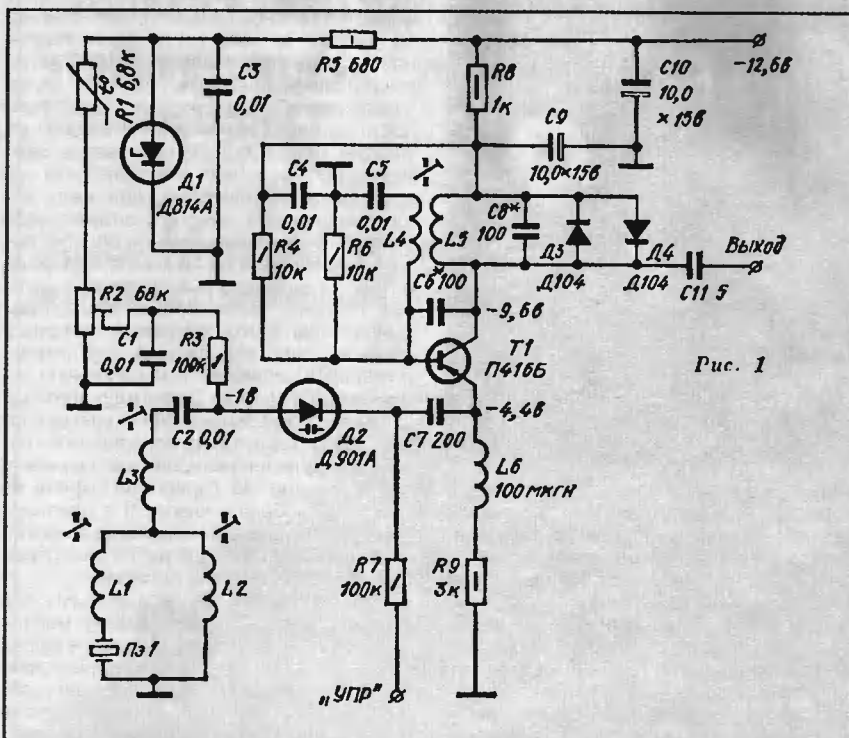 R1 6,8к
t°
Д1
Д814А
C3
0,01
R5 680
R8
1к
C10
10,0
×15в
-12,6в
C9
10,0×15в
C4
0,01
C5
0,01
L4
L5
C8*
100
Д3
Д104
Д4
Д104
Выход
C11 5
R4
10к
R6
10к
C6* 100
-9,6в
R2 68к
C1
0,01
R3
100к
-1в
T1
П416Б
Рис. 1
-4,4в
C2 0,01
Д2
Д901А
C7 200
L3
L6
100 мкгн
L1
L2
R7
100к
R9
3к
Пэ1
„УПР"